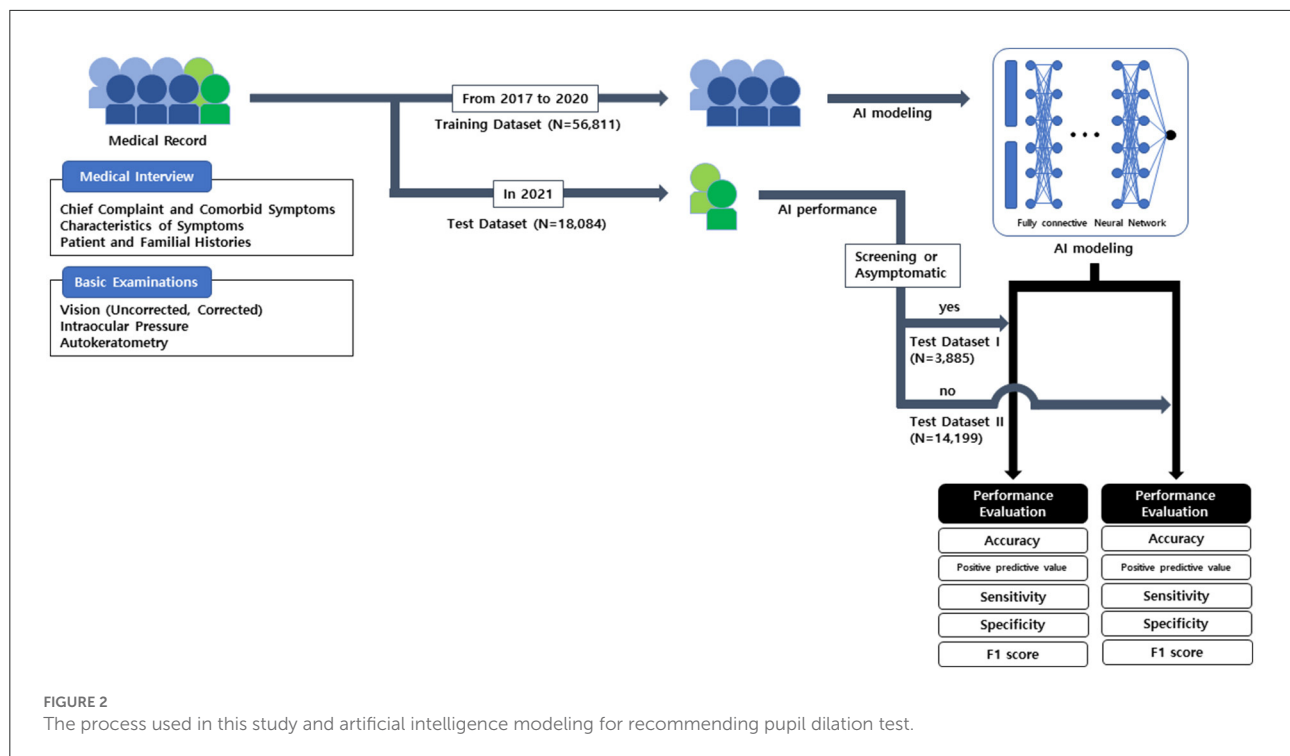 Medical Record
Medical Interview
Chief Complaint and Comorbid Symptoms
Characteristics of Symptoms
Patient and Familial Histories
Basic Examinations
Vision (Uncorrected, Corrected)
Intraocular Pressure
Autokeratometry
From 2017 to 2020
Training Dataset (N=56,811)
In 2021
Test Dataset (N=18,084)
AI modeling
AI performance
Fully connective Neural Network
AI modeling
Screening or
Asymptomatic
yes
Test Dataset I
(N=3,885)
no
Test Dataset II
(N=14,199)
Performance
Evaluation
Accuracy
Positive predictive value
Sensitivity
Specificity
F1 score
Performance
Evaluation
Accuracy
Positive predictive value
Sensitivity
Specificity
F1 score
FIGURE 2
The process used in this study and artificial intelligence modeling for recommending pupil dilation test.